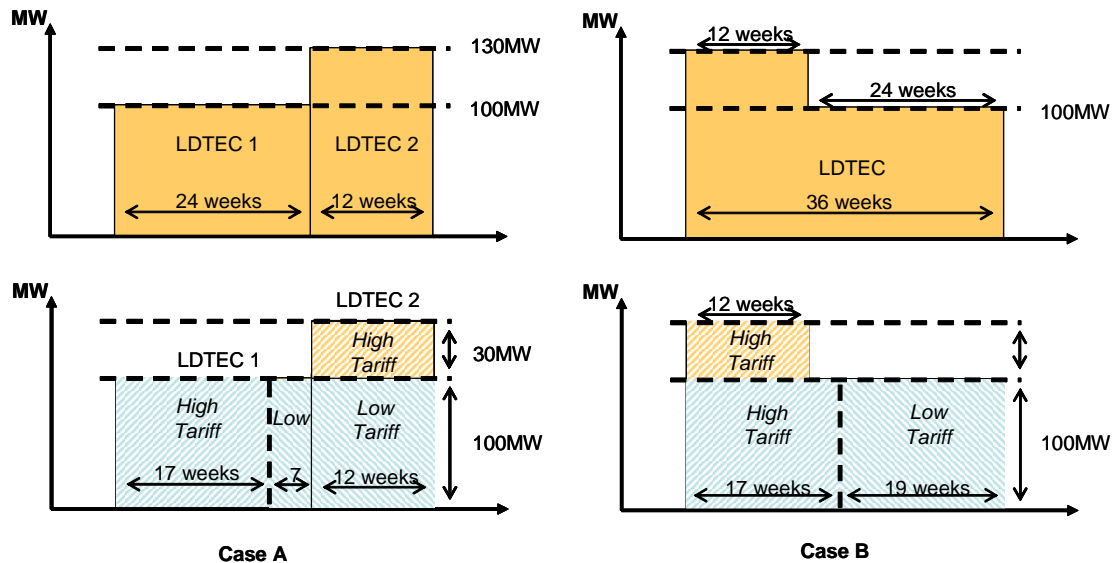 MW
130MW
100MW
LDTEC 1
LDTEC 2
24 weeks
12 weeks
MW
12 weeks
24 weeks
100MW
LDTEC
36 weeks
MW
LDTEC 2
High
Tariff
30MW
LDTEC 1
High
Tariff
Low
Low
Tariff
100MW
17 weeks
7
12 weeks
Case A
MW
12 weeks
High
Tariff
High
Tariff
Low
Tariff
100MW
17 weeks
19 weeks
Case B